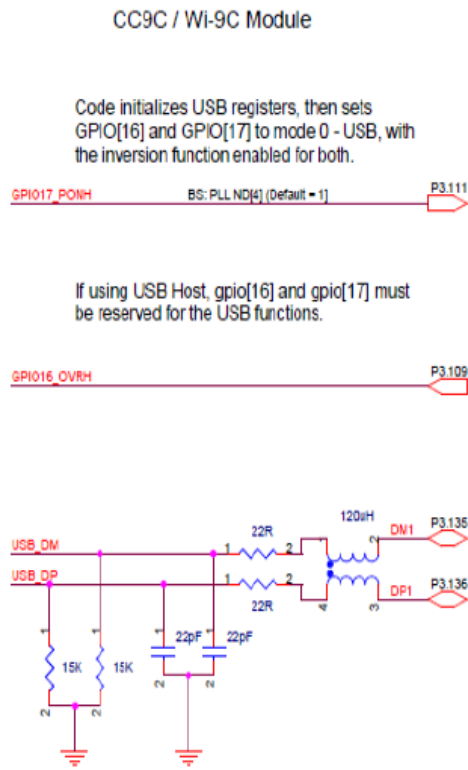 CC9C / Wi-9C Module
Code initializes USB registers, then sets
GPIO[16] and GPIO[17] to mode 0 - USB, with
the inversion function enabled for both.
GPIO17_PONH BS: PLL ND[4] (Default = 1] P3.111
If using USB Host, gpio[16] and gpio[17] must
be reserved for the USB functions.
GPIO16_OVRH P3.109
22R 120uH
USB_DM 1 2 1 2 DM1 P3.135
USB_DP 1 2 4 3 DP1 P3.136
22R
1 1 1 1
15K 15K 22pF 22pF
2 2 2 2